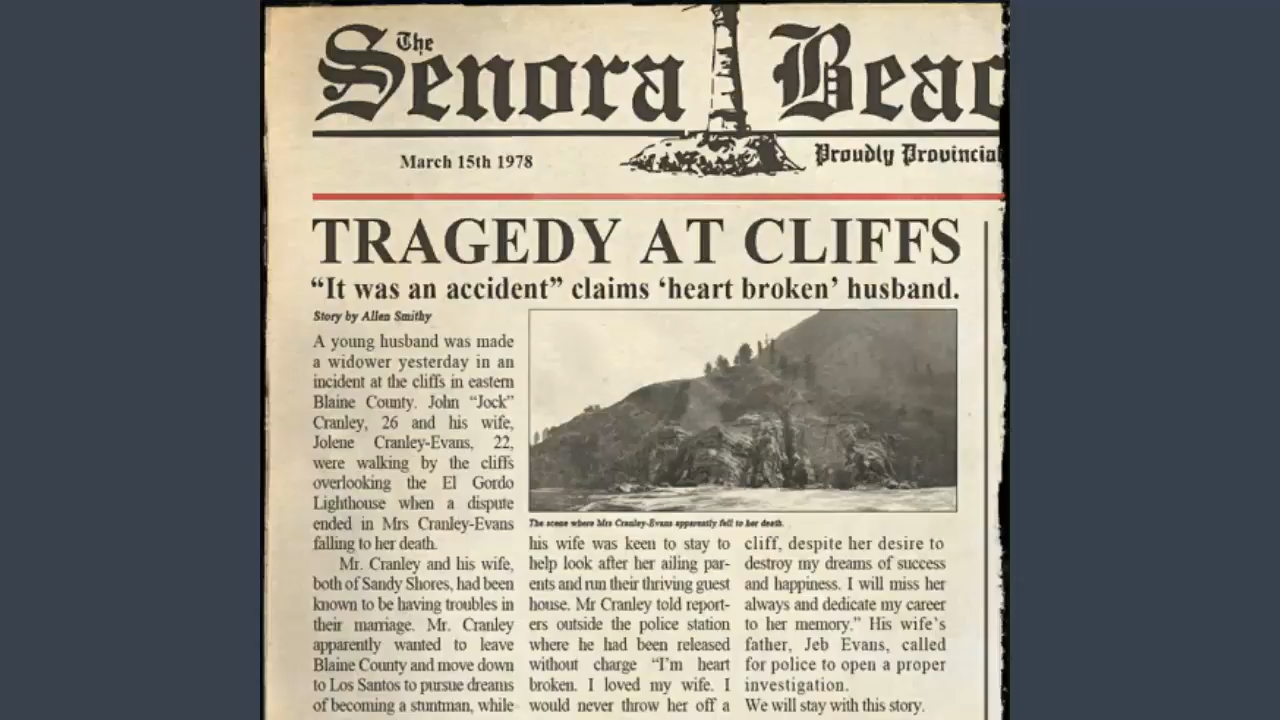 The
Senora Beac
March 15th 1978
Proudly Provincial
TRAGEDY AT CLIFFS
“It was an accident” claims ‘heart broken’ husband.
Story by Allen Smithy
A young husband was made
a widower yesterday in an
incident at the cliffs in eastern
Blaine County. John “Jock”
Cranley, 26 and his wife,
Jolene Cranley-Evans, 22,
were walking by the cliffs
overlooking the El Gordo
Lighthouse when a dispute
ended in Mrs Cranley-Evans
falling to her death.
Mr. Cranley and his wife,
both of Sandy Shores, had been
known to be having troubles in
their marriage. Mr. Cranley
apparently wanted to leave
Blaine County and move down
to Los Santos to pursue dreams
of becoming a stuntman, while
The scene where Mrs Cranley-Evans apparently fell to her death.
his wife was keen to stay to
help look after her ailing par-
ents and run their thriving guest
house. Mr Cranley told report-
ers outside the police station
where he had been released
without charge “I’m heart
broken. I loved my wife. I
would never throw her off a
cliff, despite her desire to
destroy my dreams of success
and happiness. I will miss her
always and dedicate my career
to her memory.” His wife’s
father, Jeb Evans, called
for police to open a proper
investigation.
We will stay with this story.